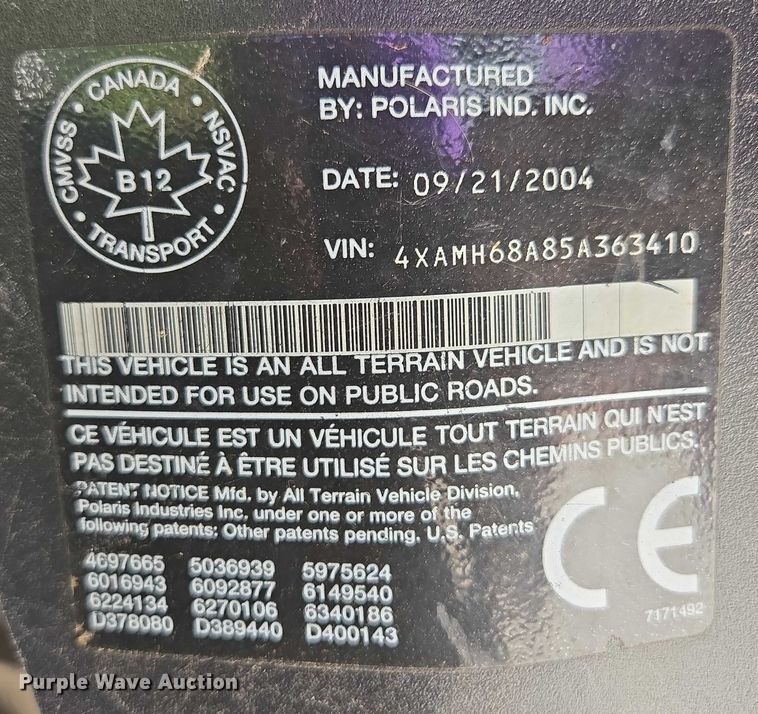 CANADA
CMVSS • NSVAC
B 12
TRANSPORT
MANUFACTURED
BY: POLARIS IND. INC.
DATE: 09/21/2004
VIN: 4XAMH68A85A363410
THIS VEHICLE IS AN ALL TERRAIN VEHICLE AND IS NOT
INTENDED FOR USE ON PUBLIC ROADS.
CE VÉHICULE EST UN VÉHICULE TOUT TERRAIN QUI N'EST
PAS DESTINÉ À ÊTRE UTILISÉ SUR LES CHEMINS PUBLICS.
PATENT NOTICE Mfd. by All Terrain Vehicle Division,
Polaris Industries Inc. under one or more of the
following patents: Other patents pending. U.S. Patents
4697665 5036939 5975624
6016943 6092877 6149540
6224134 6270106 6340186
D378080 D389440 D400143
CE
7171492
Purple Wave Auction